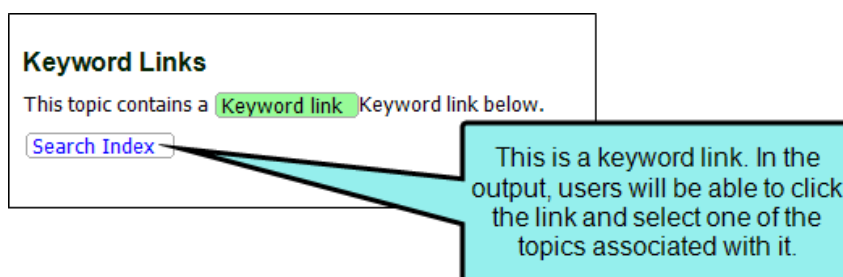 Keyword Links
This topic contains a Keyword link Keyword link below.
Search Index
This is a keyword link. In the
output, users will be able to click
the link and select one of the
topics associated with it.